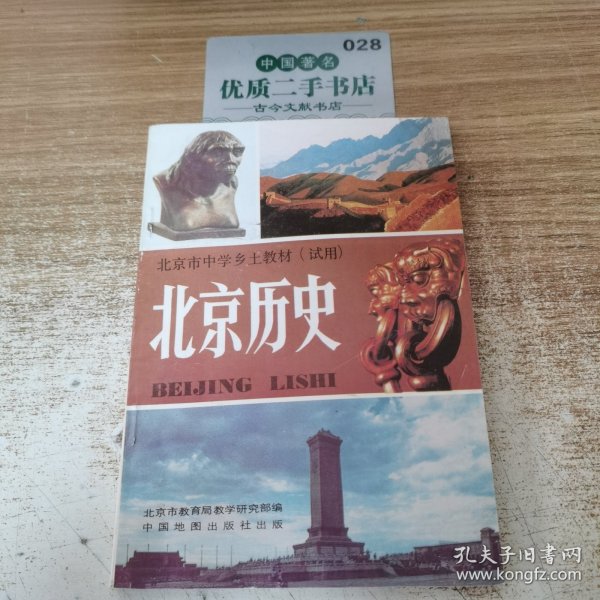 028
中国著名
优质二手书店
古今文献书店
北京市中学乡土教材(试用)
北京历史
BEIJING LISHI
北京市教育局教学研究部编
中国地图出版社出版
孔夫子旧书网
www.kongfz.com